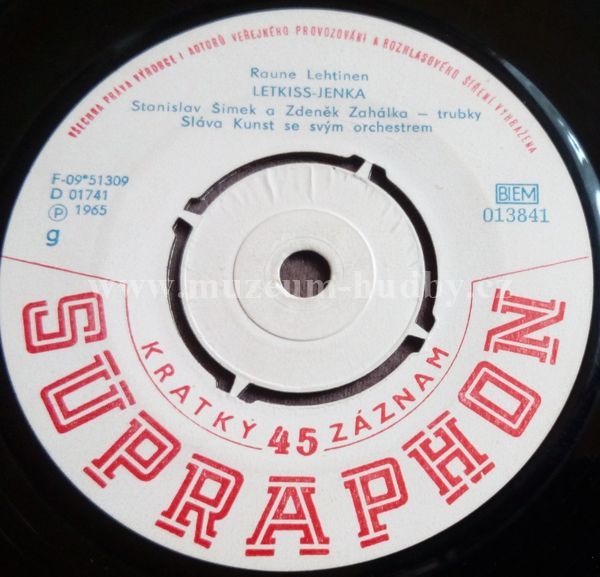 VŠECHNA PRÁVA VÝROBCE I AUTORŮ VEŘEJNÉHO PROVOZOVÁNÍ A ROZHLASOVÉHO ŠÍŘENÍ VYHRAŽENA
Raune Lehtinen
LETKISS-JENKA
Stanislav Šimek a Zdeněk Zahálka — trubky
Sláva Kunst se svým orchestrem
F-09*51309
D 01741
Ⓟ 1965
g
BIEM
013841
www.muzeum-hudby.cz
KRATKÝ 45 ZÁZNAM
SUPRAPHON